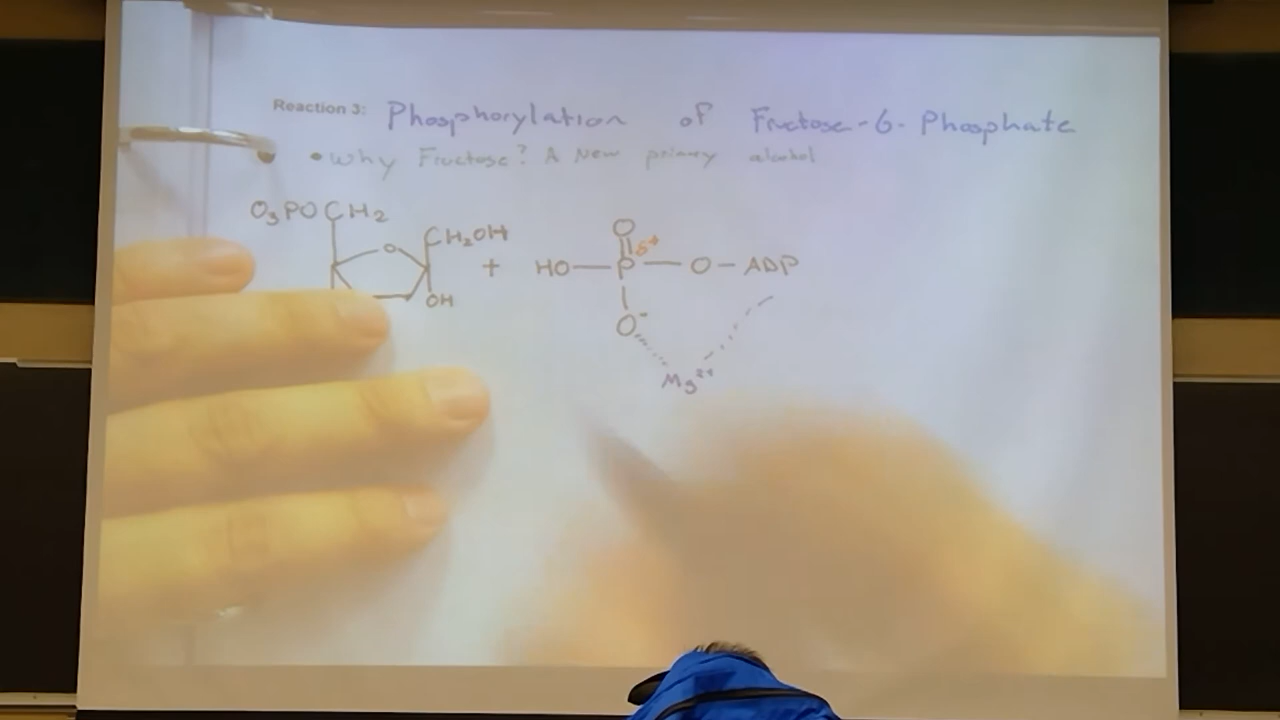 Reaction 3: Phosphorylation of Fructose-6-Phosphate
• Why Fructose? A New primary alcohol
O₃POCH₂
O
CH₂OH
OH
+
O
δ+
HO—P—O—ADP
O⁻
Mg²⁺